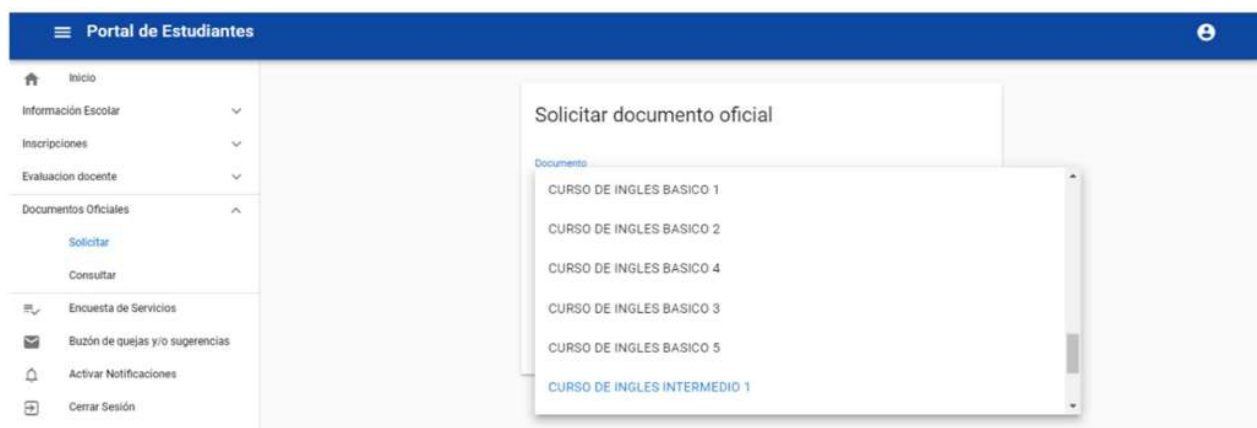 Portal de Estudiantes
Inicio
Información Escolar
Inscripciones
Evaluacion docente
Documentos Oficiales
Solicitar
Consultar
Encuesta de Servicios
Buzón de quejas y/o sugerencias
Activar Notificaciones
Cerrar Sesión
Solicitar documento oficial
Documento
CURSO DE INGLES BASICO 1
CURSO DE INGLES BASICO 2
CURSO DE INGLES BASICO 4
CURSO DE INGLES BASICO 3
CURSO DE INGLES BASICO 5
CURSO DE INGLES INTERMEDIO 1